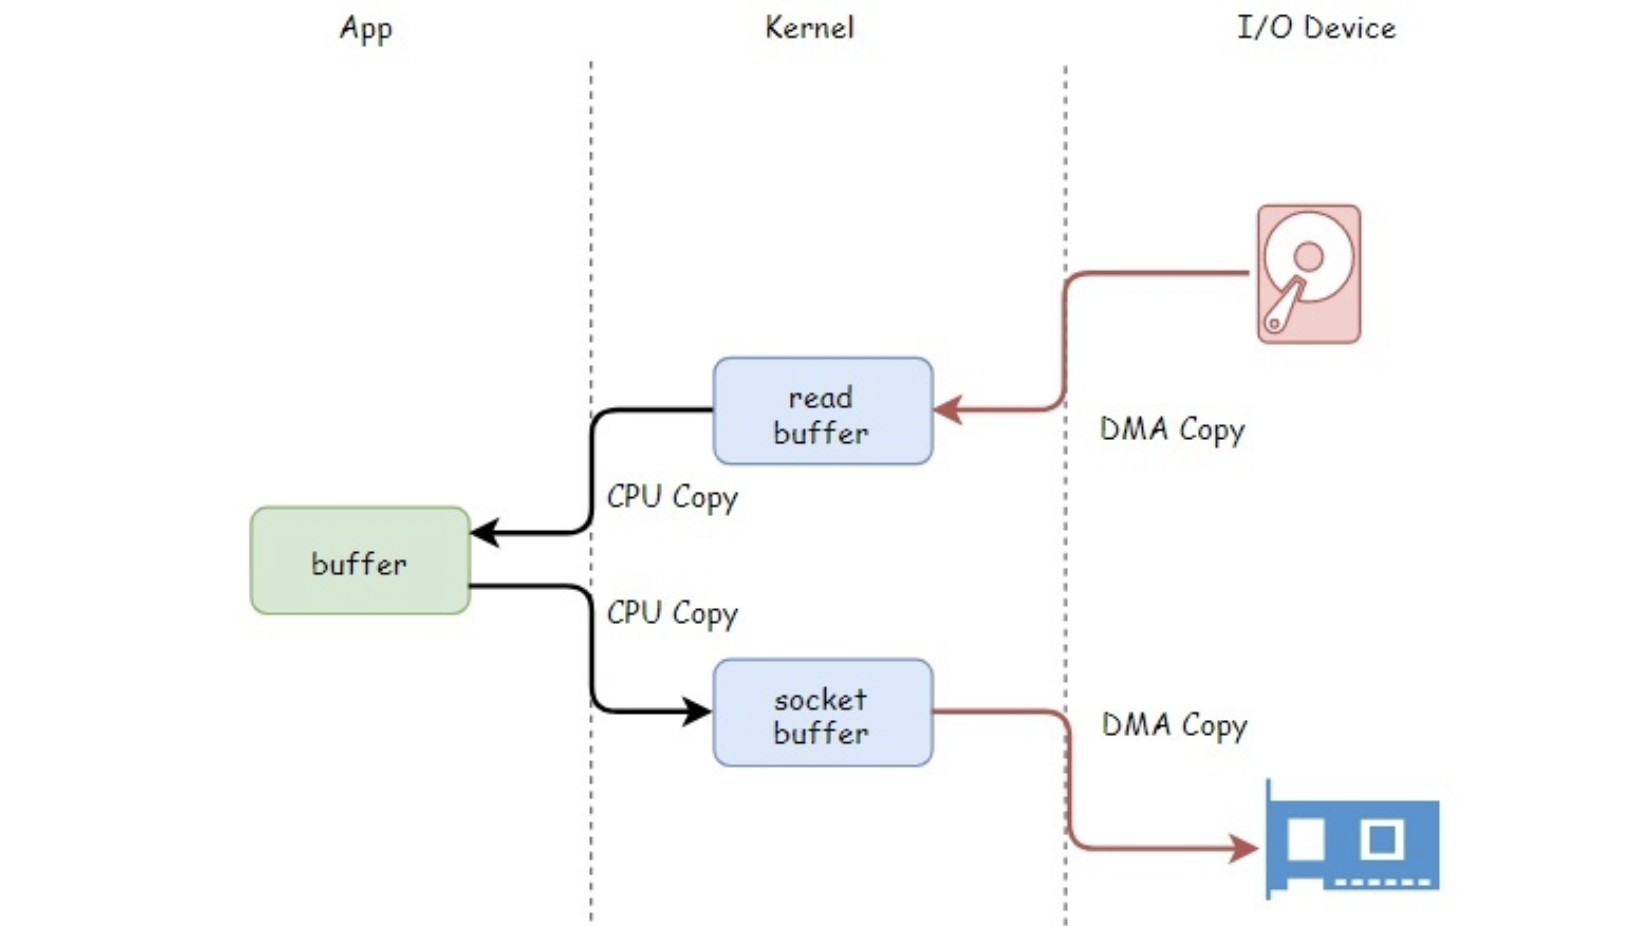 App
Kernel
I/O Device
read
buffer
DMA Copy
CPU Copy
buffer
CPU Copy
socket
buffer
DMA Copy